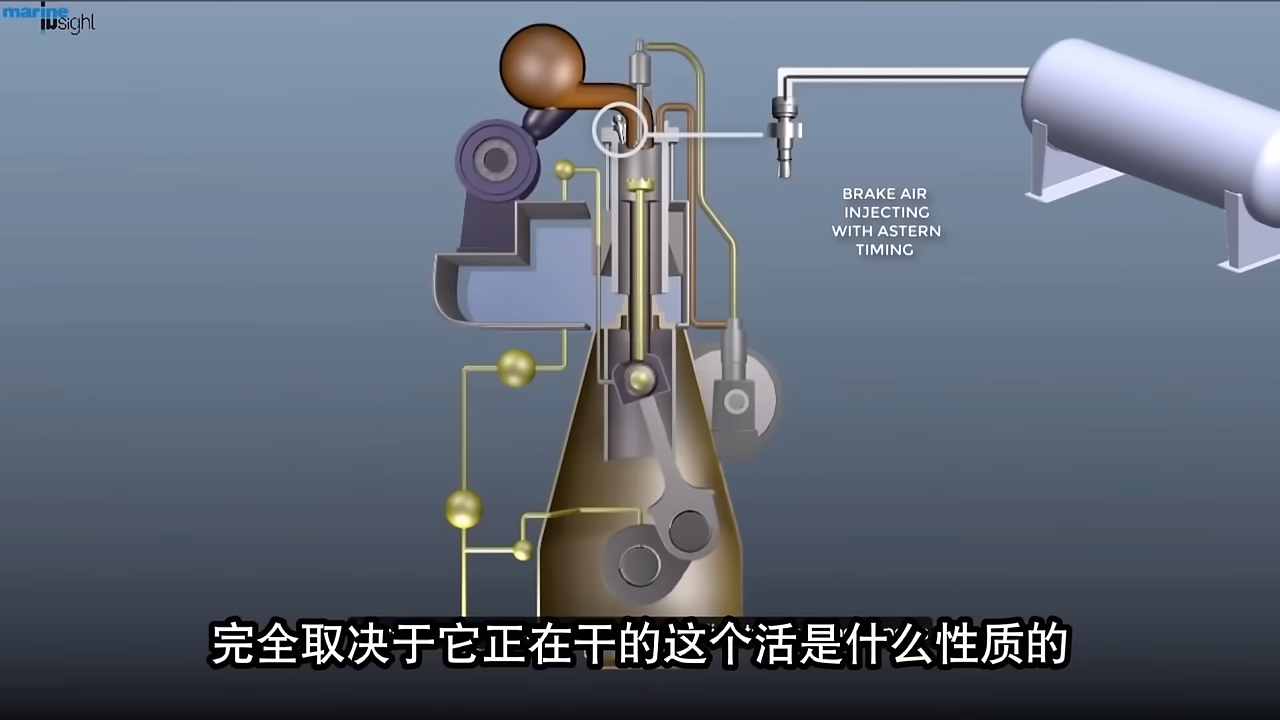 marine
insight
BRAKE AIR
INJECTING
WITH ASTERN
TIMING
完全取决于它正在干的这个活是什么性质的